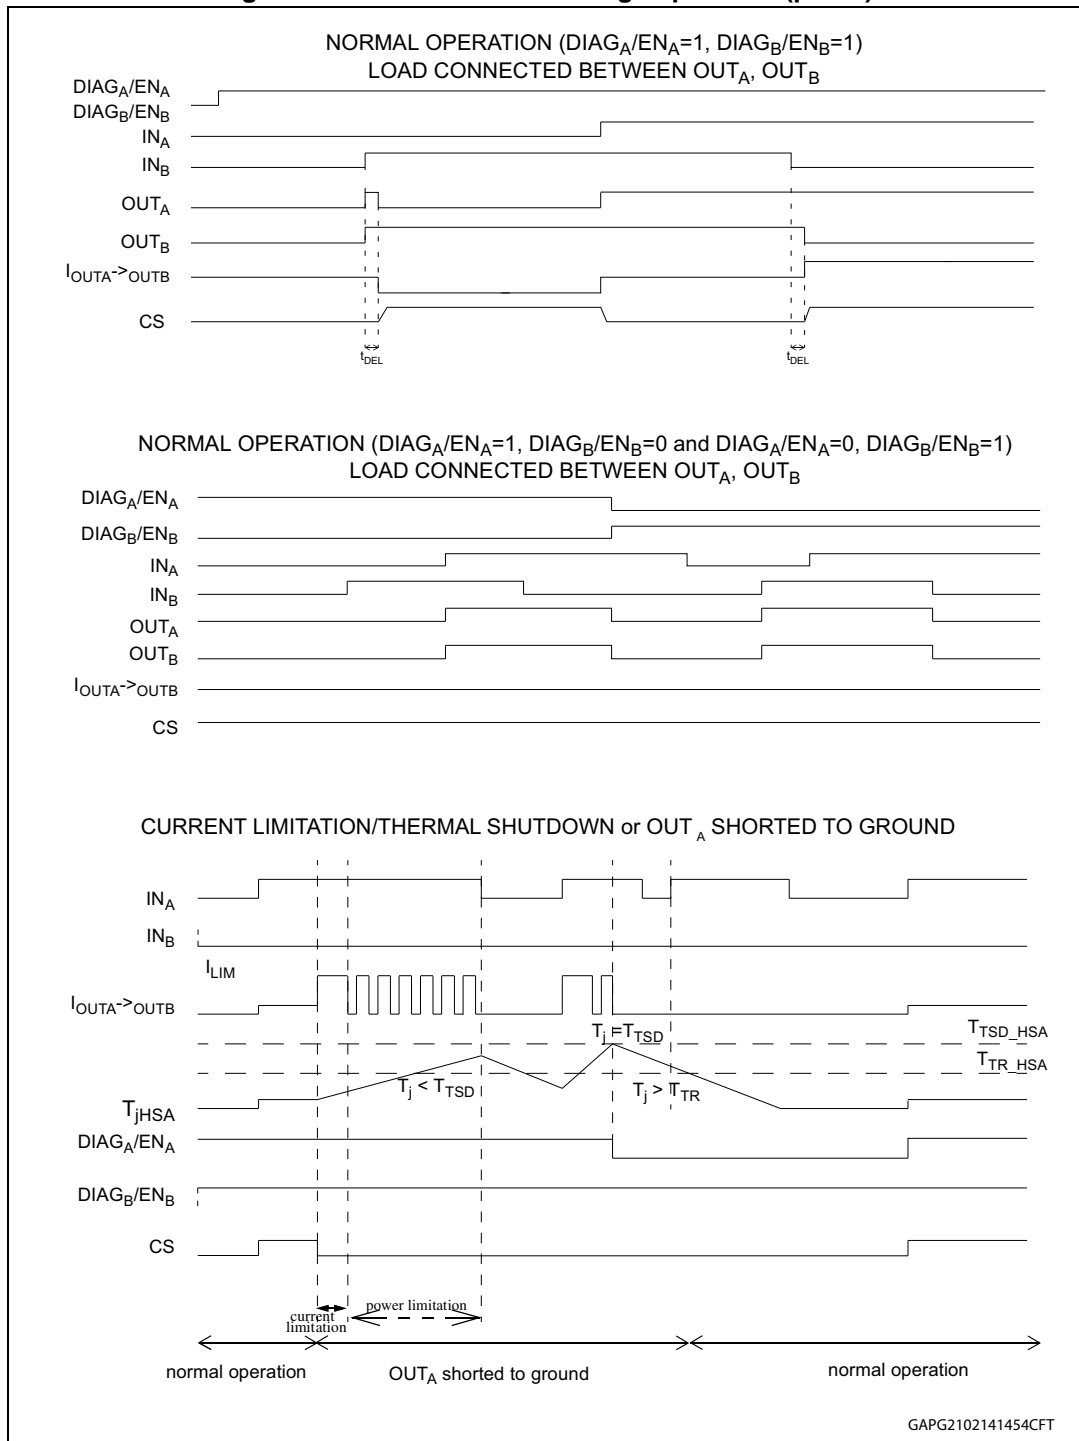 NORMAL OPERATION (DIAGA/ENA=1, DIAGB/ENB=1)
LOAD CONNECTED BETWEEN OUTA, OUTB
DIAGA/ENA
DIAGB/ENB
INA
INB
OUTA
OUTB
IOUTA->OUTB
CS
tDEL
tDEL
NORMAL OPERATION (DIAGA/ENA=1, DIAGB/ENB=0 and DIAGA/ENA=0, DIAGB/ENB=1)
LOAD CONNECTED BETWEEN OUTA, OUTB
DIAGA/ENA
DIAGB/ENB
INA
INB
OUTA
OUTB
IOUTA->OUTB
CS
CURRENT LIMITATION/THERMAL SHUTDOWN or OUT A SHORTED TO GROUND
INA
INB
ILIM
IOUTA->OUTB
Tj =TTSD
TTSD_HSA
TTR_HSA
Tj < TTSD
Tj > TTR
TjHSA
DIAGA/ENA
DIAGB/ENB
CS
current limitation
power limitation
normal operation
OUTA shorted to ground
normal operation
GAPG2102141454CFT